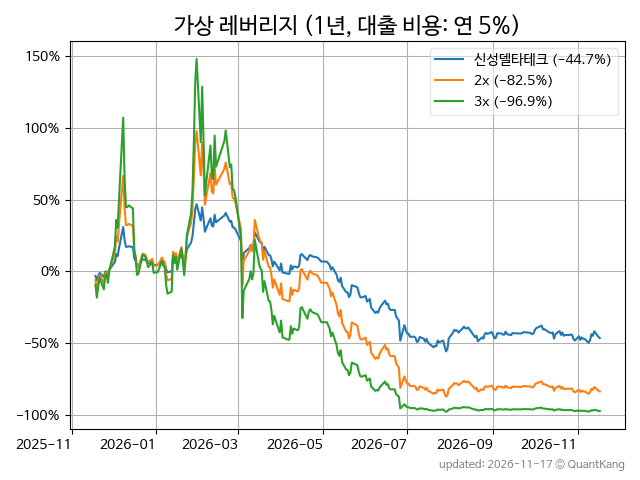 가상 레버리지 (1년, 대출 비용: 연 5%)
신성델타테크 (−44.7%)
2x (−82.5%)
3x (−96.9%)
150%
100%
50%
0%
−50%
−100%
2025-11 2026-01 2026-03 2026-05 2026-07 2026-09 2026-11
updated: 2026-11-17 © QuantKang